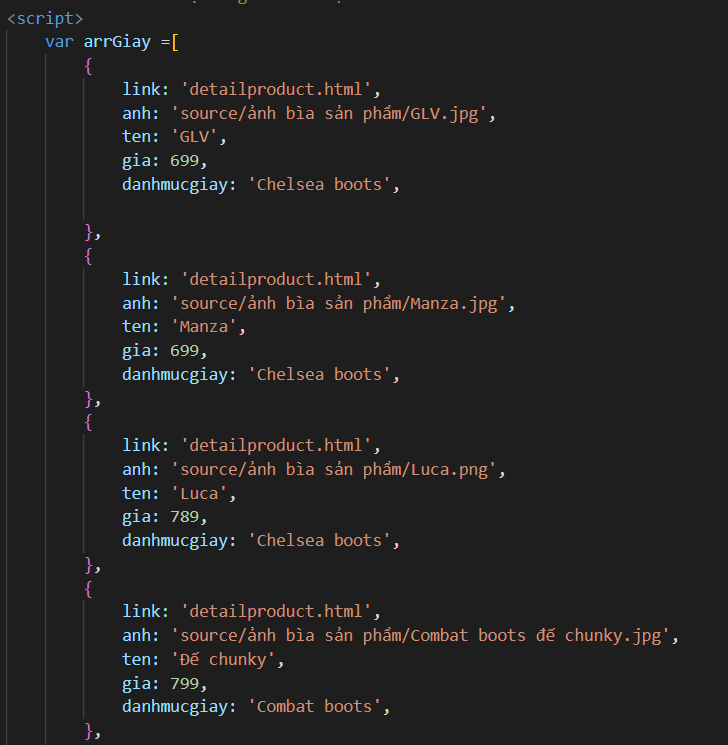 <script>
var arrGiay =[
{
link: 'detailproduct.html',
anh: 'source/ảnh bìa sản phẩm/GLV.jpg',
ten: 'GLV',
gia: 699,
danhmucgiay: 'Chelsea boots',
},
{
link: 'detailproduct.html',
anh: 'source/ảnh bìa sản phẩm/Manza.jpg',
ten: 'Manza',
gia: 699,
danhmucgiay: 'Chelsea boots',
},
{
link: 'detailproduct.html',
anh: 'source/ảnh bìa sản phẩm/Luca.png',
ten: 'Luca',
gia: 789,
danhmucgiay: 'Chelsea boots',
},
{
link: 'detailproduct.html',
anh: 'source/ảnh bìa sản phẩm/Combat boots đế chunky.jpg',
ten: 'Đế chunky',
gia: 799,
danhmucgiay: 'Combat boots',
},